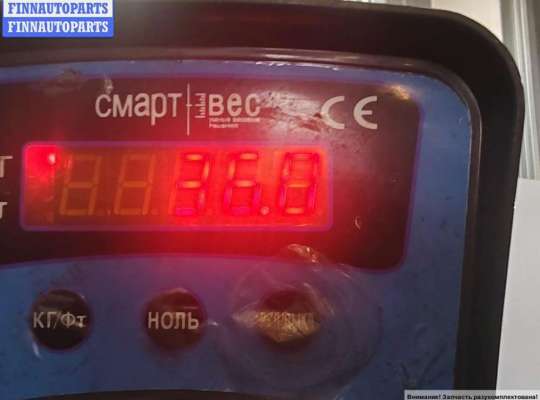 FINNAUTOPARTS
FINNAUTOPARTS
смарт вес
CE
36.0
КГ/Фт
НОЛЬ
Внимание! Запчасть разукомплектована!